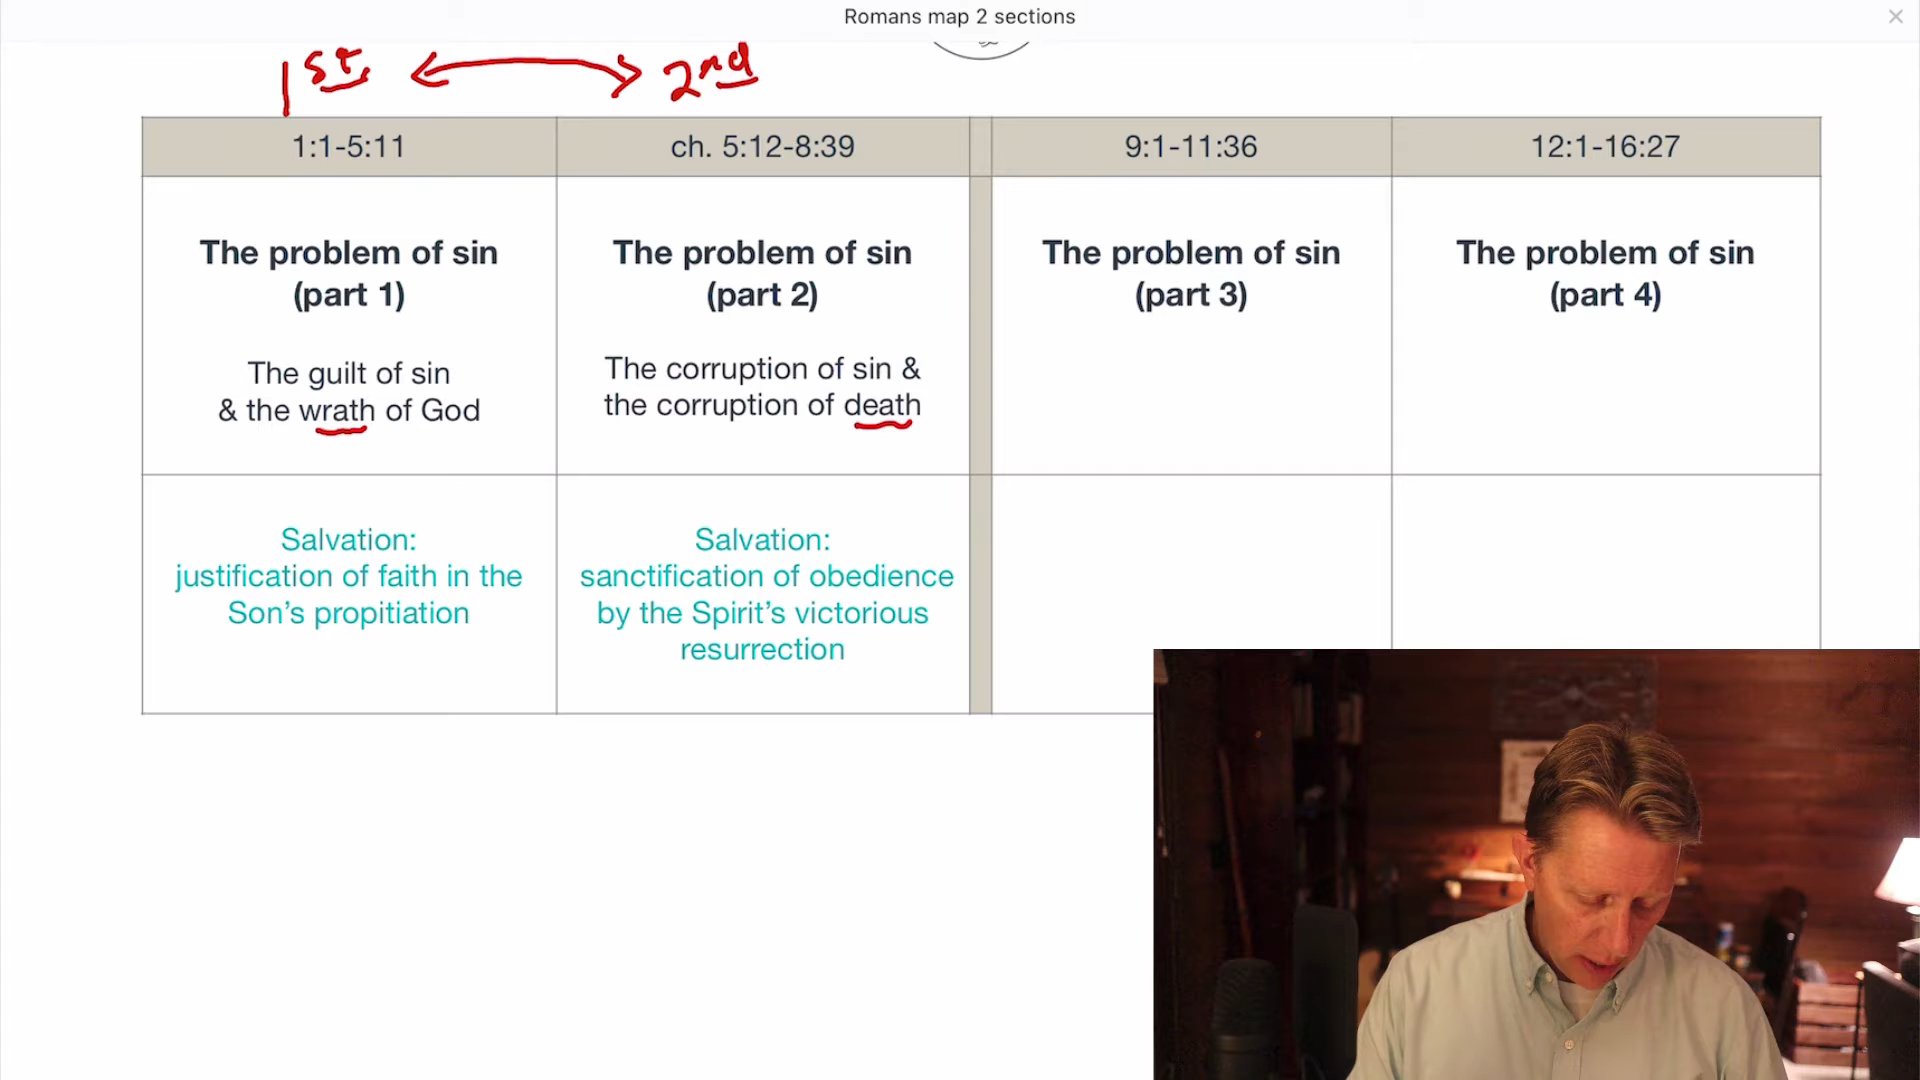 Romans map 2 sections
1st 2nd
1:1-5:11
ch. 5:12-8:39
9:1-11:36
12:1-16:27
The problem of sin
(part 1)
The guilt of sin
& the wrath of God
The problem of sin
(part 2)
The corruption of sin &
the corruption of death
The problem of sin
(part 3)
The problem of sin
(part 4)
Salvation:
justification of faith in the
Son's propitiation
Salvation:
sanctification of obedience
by the Spirit's victorious
resurrection